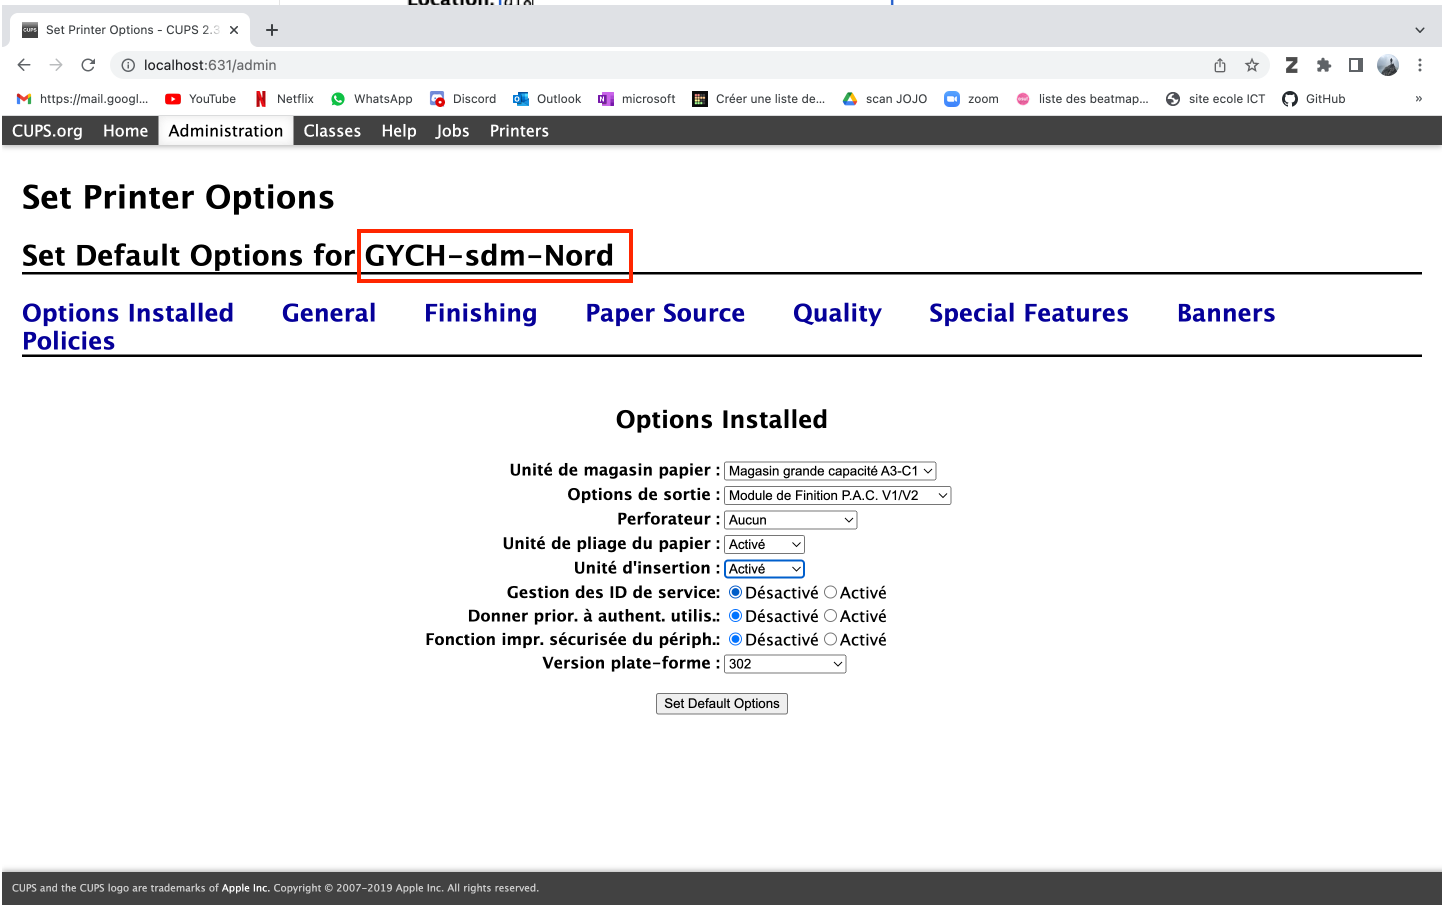 Set Printer Options - CUPS 2.3
localhost:631/admin
https://mail.googl... YouTube Netflix WhatsApp Discord Outlook microsoft Créer une liste de... scan JOJO zoom liste des beatmap... site ecole ICT GitHub »
CUPS.org Home Administration Classes Help Jobs Printers
Set Printer Options
Set Default Options for GYCH-sdm-Nord
Options Installed General Finishing Paper Source Quality Special Features Banners
Policies
Options Installed
Unité de magasin papier : Magasin grande capacité A3-C1
Options de sortie : Module de Finition P.A.C. V1/V2
Perforateur : Aucun
Unité de pliage du papier : Activé
Unité d'insertion : Activé
Gestion des ID de service: Désactivé Activé
Donner prior. à authent. utilis.: Désactivé Activé
Fonction impr. sécurisée du périph.: Désactivé Activé
Version plate-forme : 302
Set Default Options
CUPS and the CUPS logo are trademarks of Apple Inc. Copyright © 2007-2019 Apple Inc. All rights reserved.